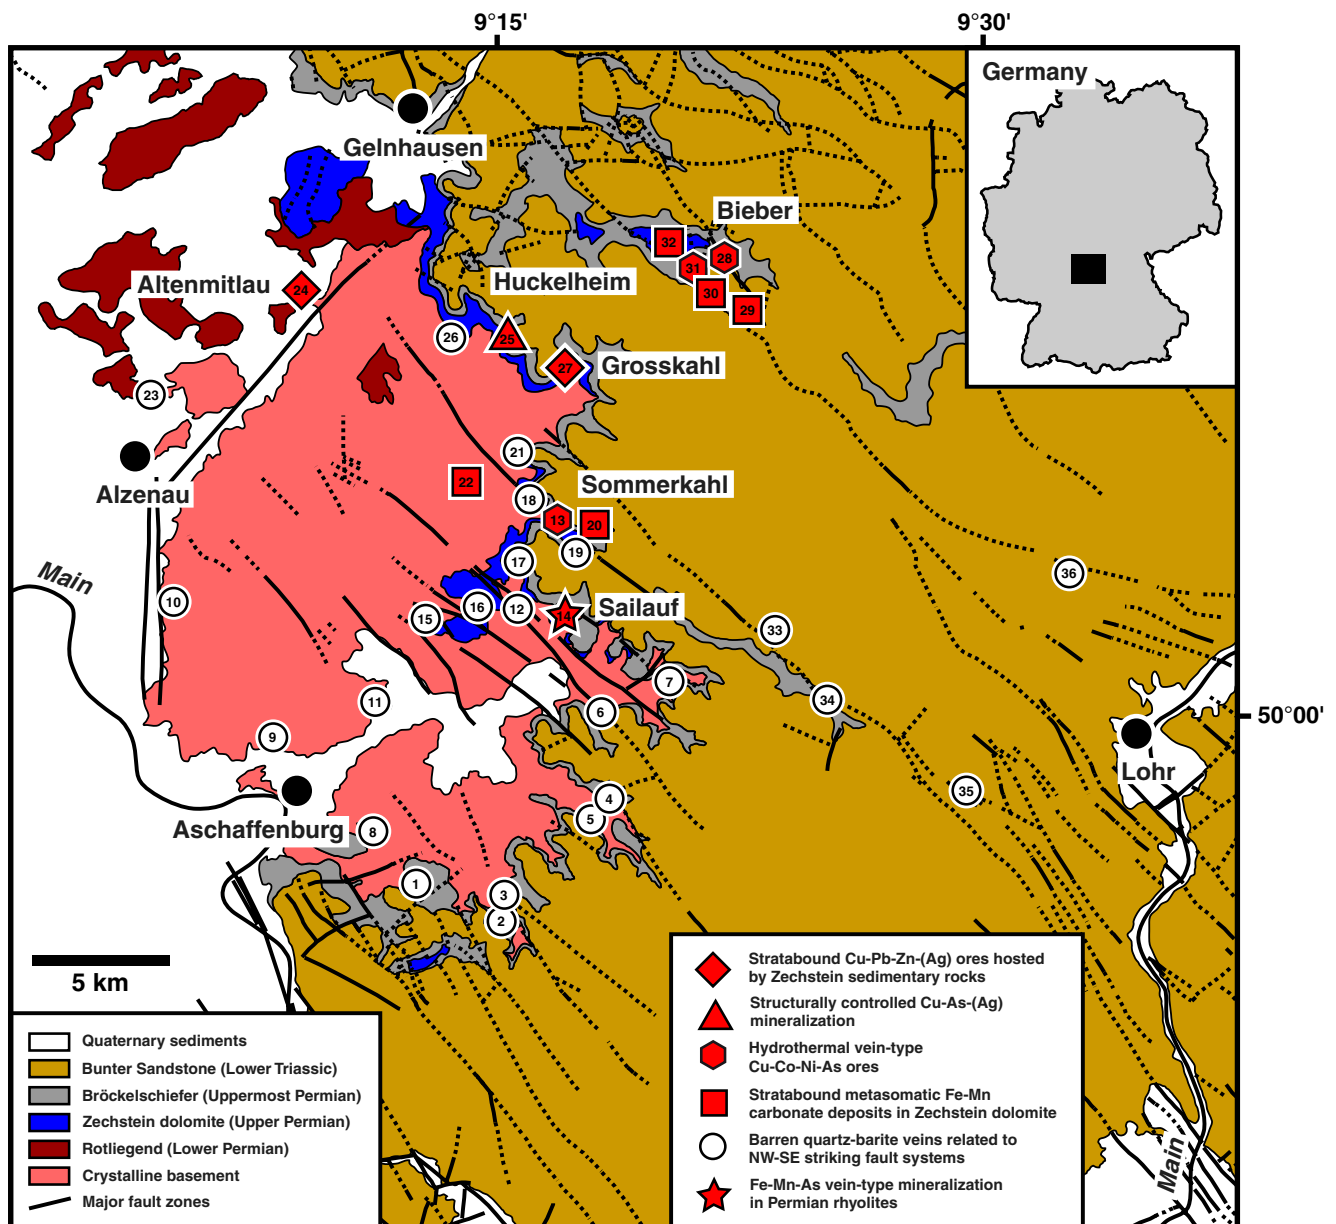 9°15'
9°30'
Germany
Gelnhausen
Bieber
32
28
31
30
29
Altenmitlau
24
Huckelheim
26
25
27
Grosskahl
23
21
Alzenau
22
Sommerkahl
18
13
20
19
17
36
Main
10
16
12
14
Sailauf
15
33
7
34
11
6
9
50°00'
Lohr
35
4
5
Aschaffenburg
8
1
3
2
5 km
Quaternary sediments
Bunter Sandstone (Lower Triassic)
Bröckelschiefer (Uppermost Permian)
Zechstein dolomite (Upper Permian)
Rotliegend (Lower Permian)
Crystalline basement
Major fault zones
Stratabound Cu-Pb-Zn-(Ag) ores hosted
by Zechstein sedimentary rocks
Structurally controlled Cu-As-(Ag)
mineralization
Hydrothermal vein-type
Cu-Co-Ni-As ores
Stratabound metasomatic Fe-Mn
carbonate deposits in Zechstein dolomite
Barren quartz-barite veins related to
NW-SE striking fault systems
Fe-Mn-As vein-type mineralization
in Permian rhyolites
Main